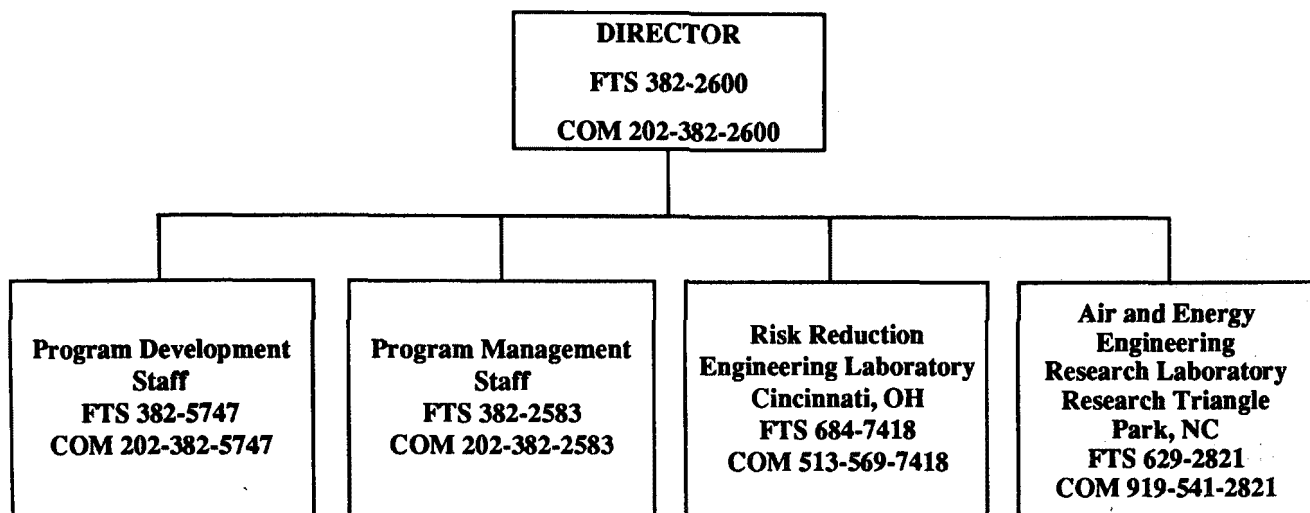 DIRECTOR
FTS 382-2600
COM 202-382-2600
Program Development
Staff
FTS 382-5747
COM 202-382-5747
Program Management
Staff
FTS 382-2583
COM 202-382-2583
Risk Reduction
Engineering Laboratory
Cincinnati, OH
FTS 684-7418
COM 513-569-7418
Air and Energy
Engineering
Research Laboratory
Research Triangle
Park, NC
FTS 629-2821
COM 919-541-2821